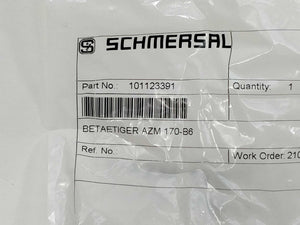 SCHMERSAL
Part No.: 101123391 Quantity: 1
BETAETIGER AZM 170-B6
Ref. No.: Work Order: 210